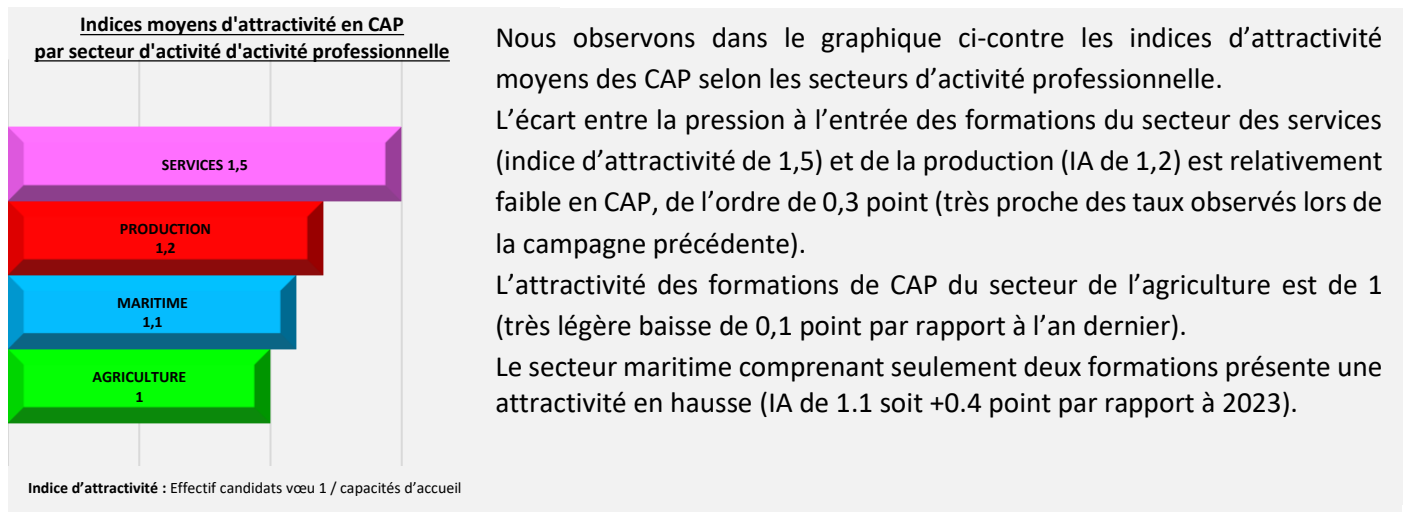 Indices moyens d'attractivité en CAP
par secteur d'activité d'activité professionnelle
SERVICES 1,5
PRODUCTION
1,2
MARITIME
1,1
AGRICULTURE
1
Indice d’attractivité : Effectif candidats vœu 1 / capacités d’accueil
Nous observons dans le graphique ci-contre les indices d’attractivité
moyens des CAP selon les secteurs d’activité professionnelle.
L’écart entre la pression à l’entrée des formations du secteur des services
(indice d’attractivité de 1,5) et de la production (IA de 1,2) est relativement
faible en CAP, de l’ordre de 0,3 point (très proche des taux observés lors de
la campagne précédente).
L’attractivité des formations de CAP du secteur de l’agriculture est de 1
(très légère baisse de 0,1 point par rapport à l’an dernier).
Le secteur maritime comprenant seulement deux formations présente une
attractivité en hausse (IA de 1.1 soit +0.4 point par rapport à 2023).